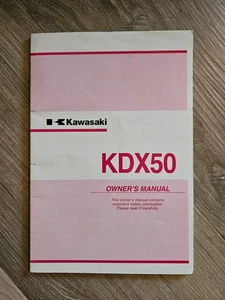 Kawasaki
KDX50
OWNER'S MANUAL
This owner's manual contains
important safety information.
Please read it carefully.